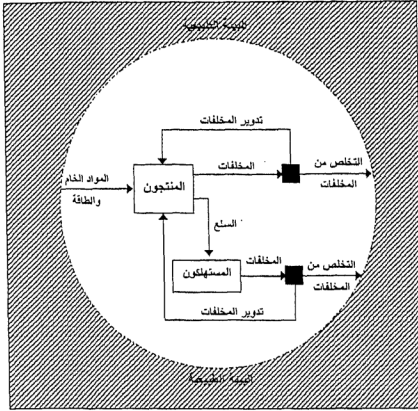 البيئة الطبيعية
تدوير المخلفات
المواد الخام
والطاقة
المنتجون
المخلفات
التخلص من
المخلفات
السلع
المستهلكون
المخلفات
التخلص من
المخلفات
تدوير المخلفات
البيئة الطبيعية